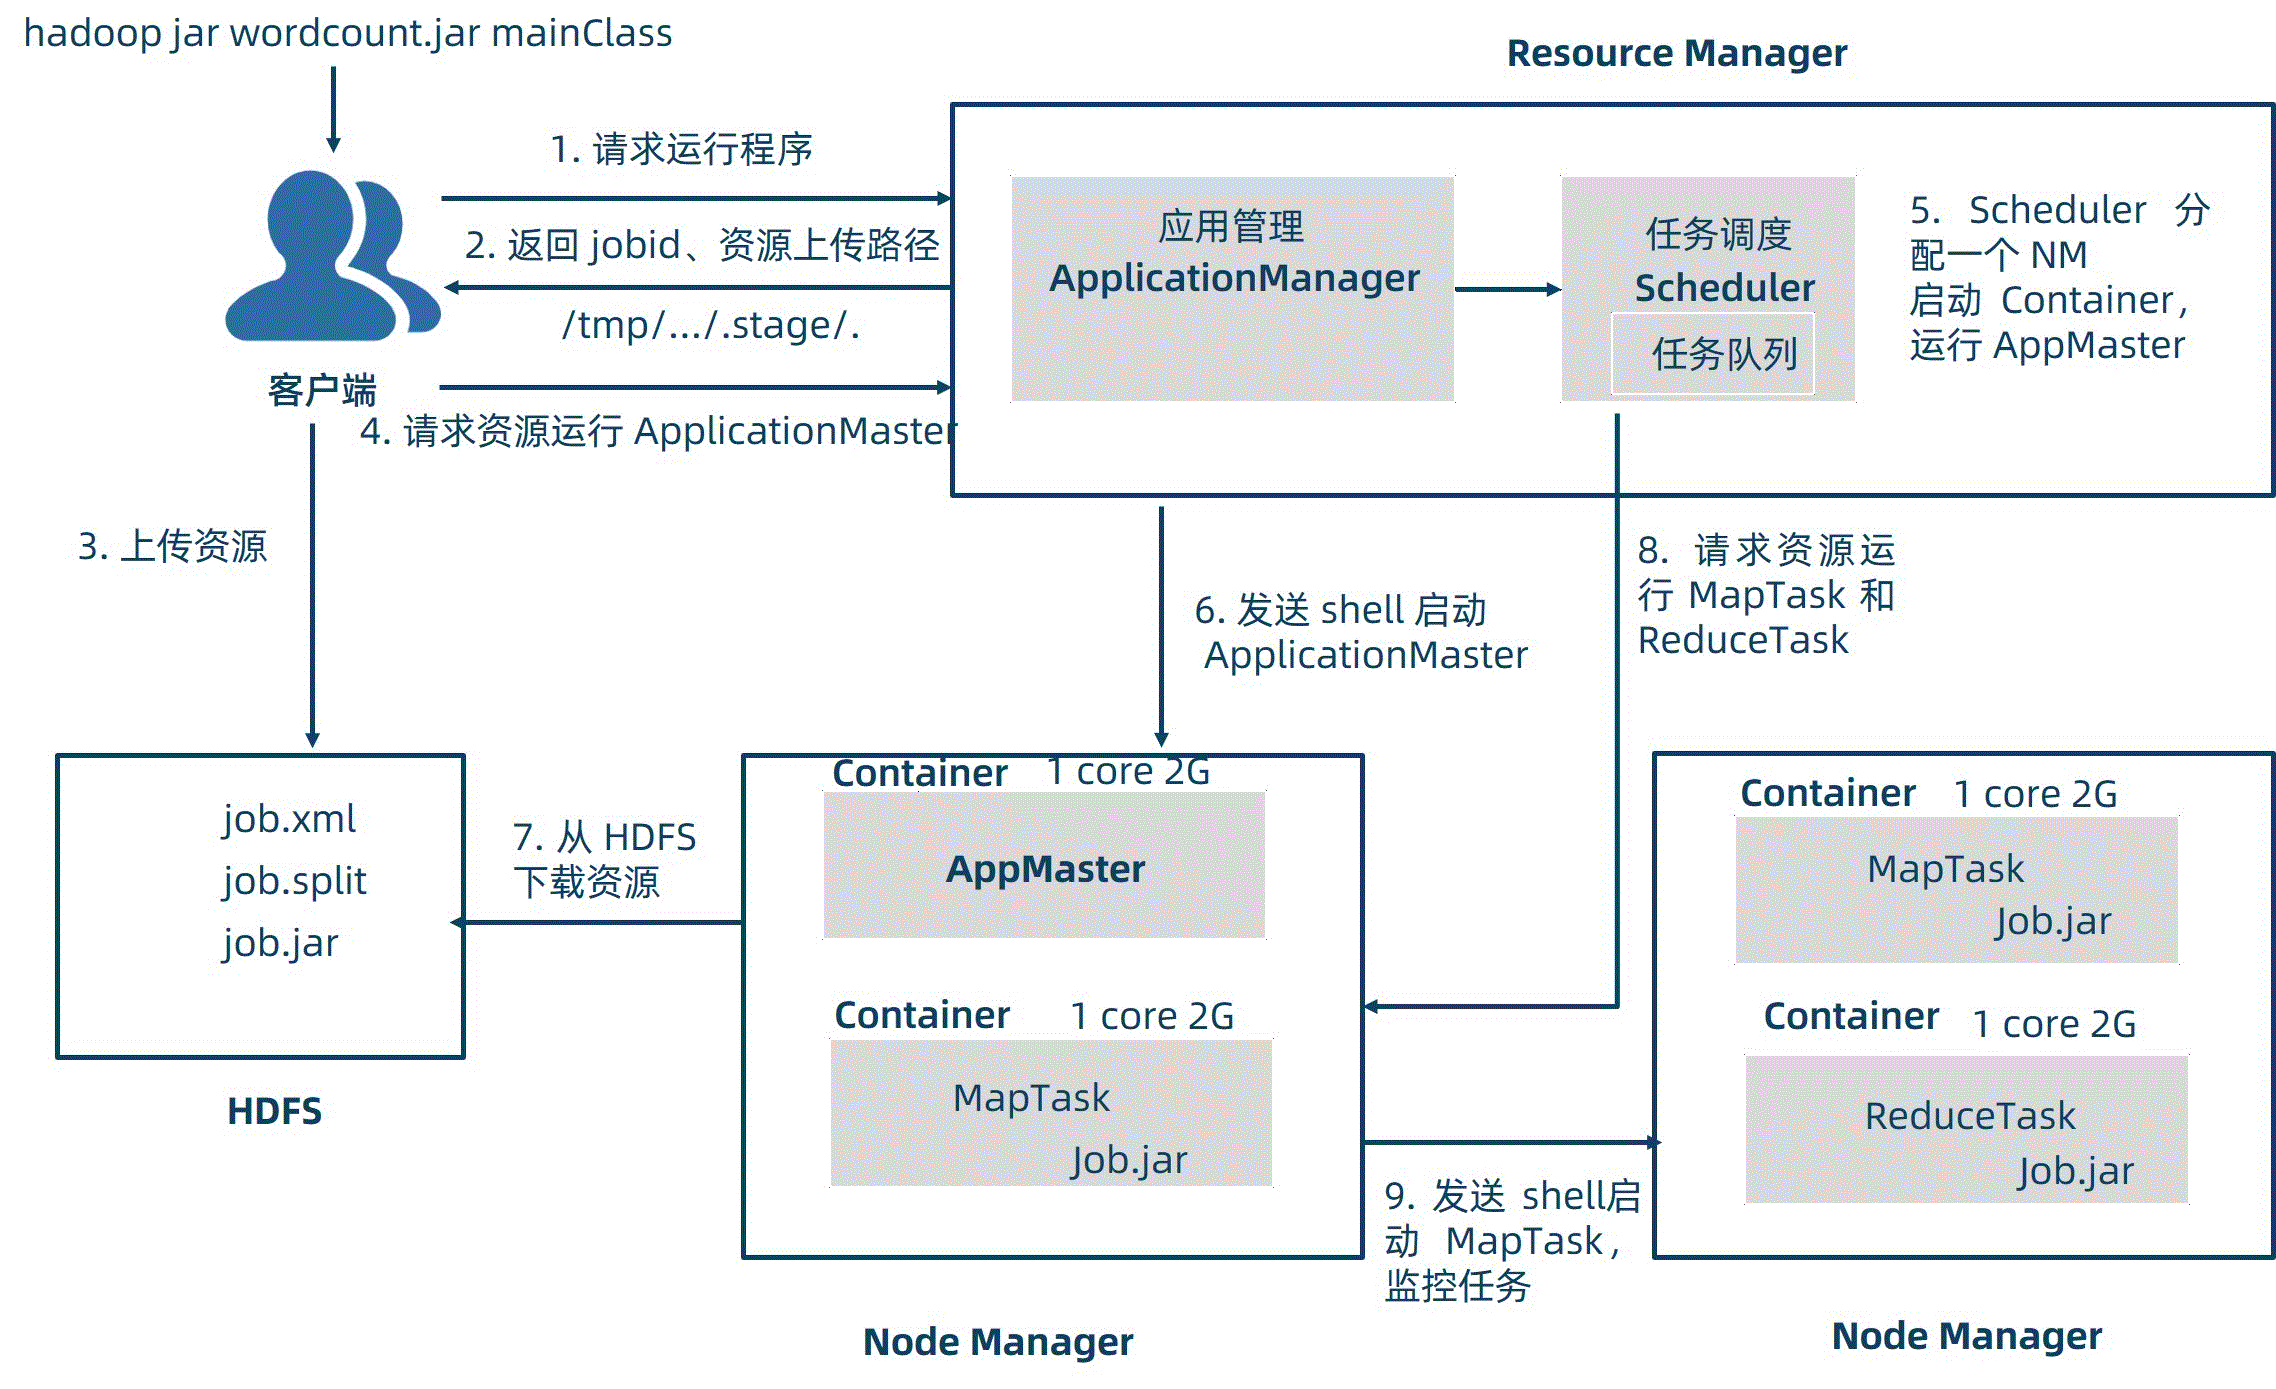 hadoop jar wordcount.jar mainClass
Resource Manager
1. 请求运行程序
2. 返回 jobid、资源上传路径
/tmp/.../.stage/.
客户端
4. 请求资源运行 ApplicationMaster
应用管理
ApplicationManager
任务调度
Scheduler
任务队列
5. Scheduler 分
配一个 NM
启动 Container,
运行 AppMaster
3. 上传资源
6. 发送 shell 启动
ApplicationMaster
8. 请求资源运
行 MapTask 和
ReduceTask
job.xml
job.split
job.jar
HDFS
7. 从 HDFS
下载资源
Container 1 core 2G
AppMaster
Container 1 core 2G
MapTask
Job.jar
Node Manager
9. 发送 shell启
动 MapTask,
监控任务
Container 1 core 2G
MapTask
Job.jar
Container 1 core 2G
ReduceTask
Job.jar
Node Manager